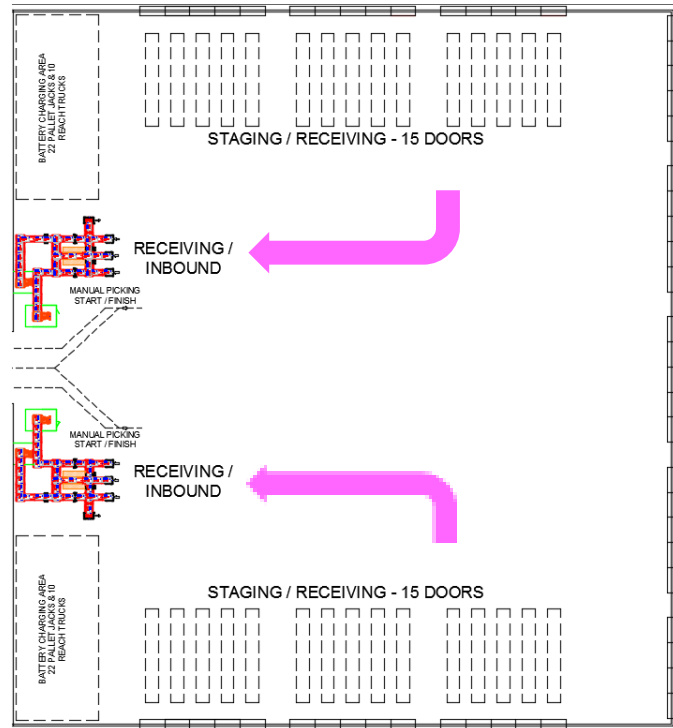 BATTERY CHARGING AREA
22 PALLET JACKS & 10
REACH TRUCKS
STAGING / RECEIVING - 15 DOORS
RECEIVING /
INBOUND
MANUAL PICKING
START / FINISH
MANUAL PICKING
START / FINISH
RECEIVING /
INBOUND
STAGING / RECEIVING - 15 DOORS
BATTERY CHARGING AREA
22 PALLET JACKS & 10
REACH TRUCKS